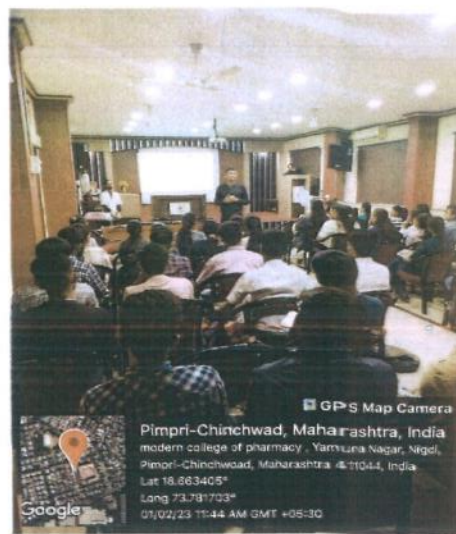 GPS Map Camera
Pimpri-Chinchwad, Maharashtra, India
modern college of pharmacy , Yamuna Nagar, Nigdi,
Pimpri-Chinchwad, Maharashtra 411044, India
Lat 18.663405°
Long 73.781703°
01/02/23 11:44 AM GMT +05:30
Google